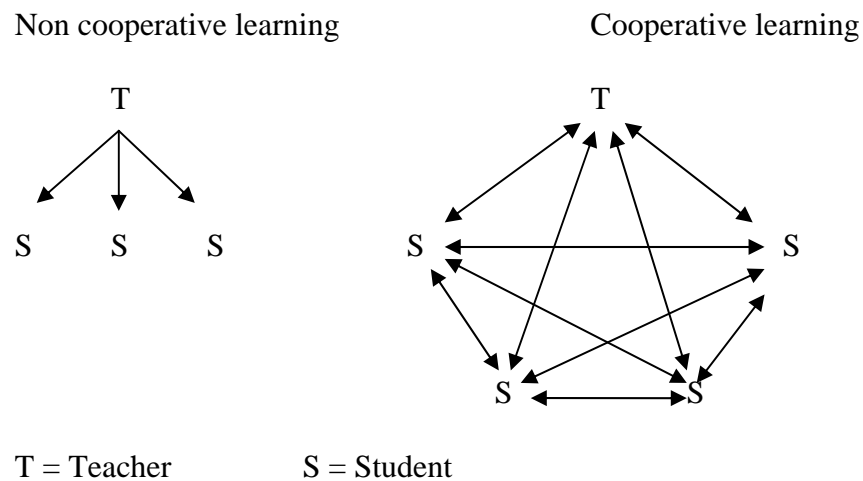 Non cooperative learning Cooperative learning
T T
S S S S S
S S
T = Teacher S = Student